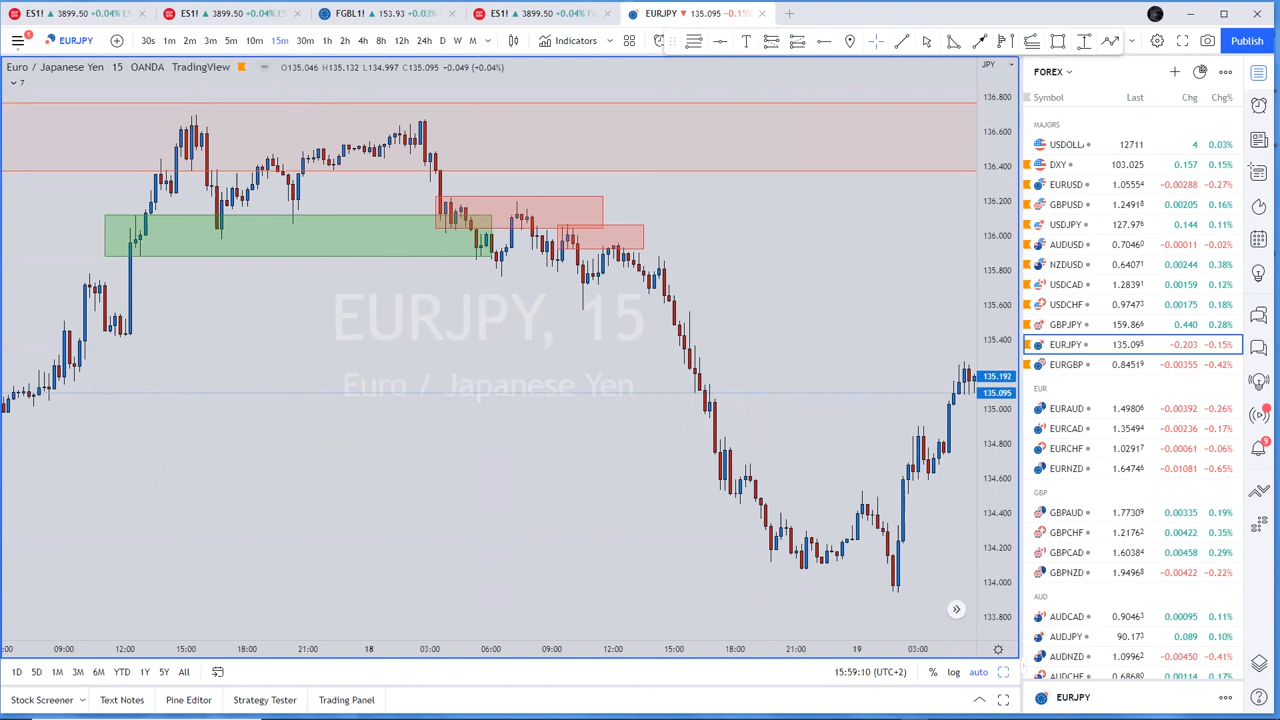 ES1! ▲ 3899.50 +0.04% ES
ES1! ▲ 3899.50 +0.04% ES
FGBL1! ▲ 153.93 +0.03%
ES1! ▲ 3899.50 +0.04%
EURJPY ▼ 135.095 −0.15%
EURJPY 30s 1m 2m 3m 5m 10m 15m 30m 1h 2h 4h 8h 12h 24h D W M Indicators Publish
Euro / Japanese Yen 15 OANDA TradingView O135.046 H135.132 L134.997 C135.095 +0.049 (+0.04%)
7
JPY
136.800
136.600
136.400
136.200
136.000
135.800
135.600
135.400
135.192
135.095
135.000
134.800
134.600
134.400
134.200
134.000
133.800
EURJPY, 15
Euro / Japanese Yen
09:00 12:00 15:00 18:00 21:00 18 03:00 06:00 09:00 12:00 15:00 18:00 21:00 19 03:00
1D 5D 1M 3M 6M YTD 1Y 5Y All 15:59:10 (UTC+2) % log auto
Stock Screener Text Notes Pine Editor Strategy Tester Trading Panel
FOREX
Symbol Last Chg Chg%
MAJORS
USDOLLA 12711 4 0.03%
DXY 103.025 0.157 0.15%
EURUSD 1.05554 −0.00288 −0.27%
GBPUSD 1.24918 0.00205 0.16%
USDJPY 127.976 0.144 0.11%
AUDUSD 0.70460 −0.00011 −0.02%
NZDUSD 0.64071 0.00244 0.38%
USDCAD 1.28391 0.00159 0.12%
USDCHF 0.97473 0.00175 0.18%
GBPJPY 159.866 0.440 0.28%
EURJPY 135.095 −0.203 −0.15%
EURGBP 0.84519 −0.00355 −0.42%
EUR
EURAUD 1.49806 −0.00392 −0.26%
EURCAD 1.35494 −0.00236 −0.17%
EURCHF 1.02917 −0.00061 −0.06%
EURNZD 1.64746 −0.01081 −0.65%
GBP
GBPAUD 1.77309 0.00335 0.19%
GBPCHF 1.21762 0.00422 0.35%
GBPCAD 1.60384 0.00458 0.29%
GBPNZD 1.94968 −0.00422 −0.22%
AUD
AUDCAD 0.90463 0.00095 0.11%
AUDJPY 90.173 0.089 0.10%
AUDNZD 1.09962 −0.00450 −0.41%
AUDCHF 0.68680 0.00114 0.17%
EURJPY
9